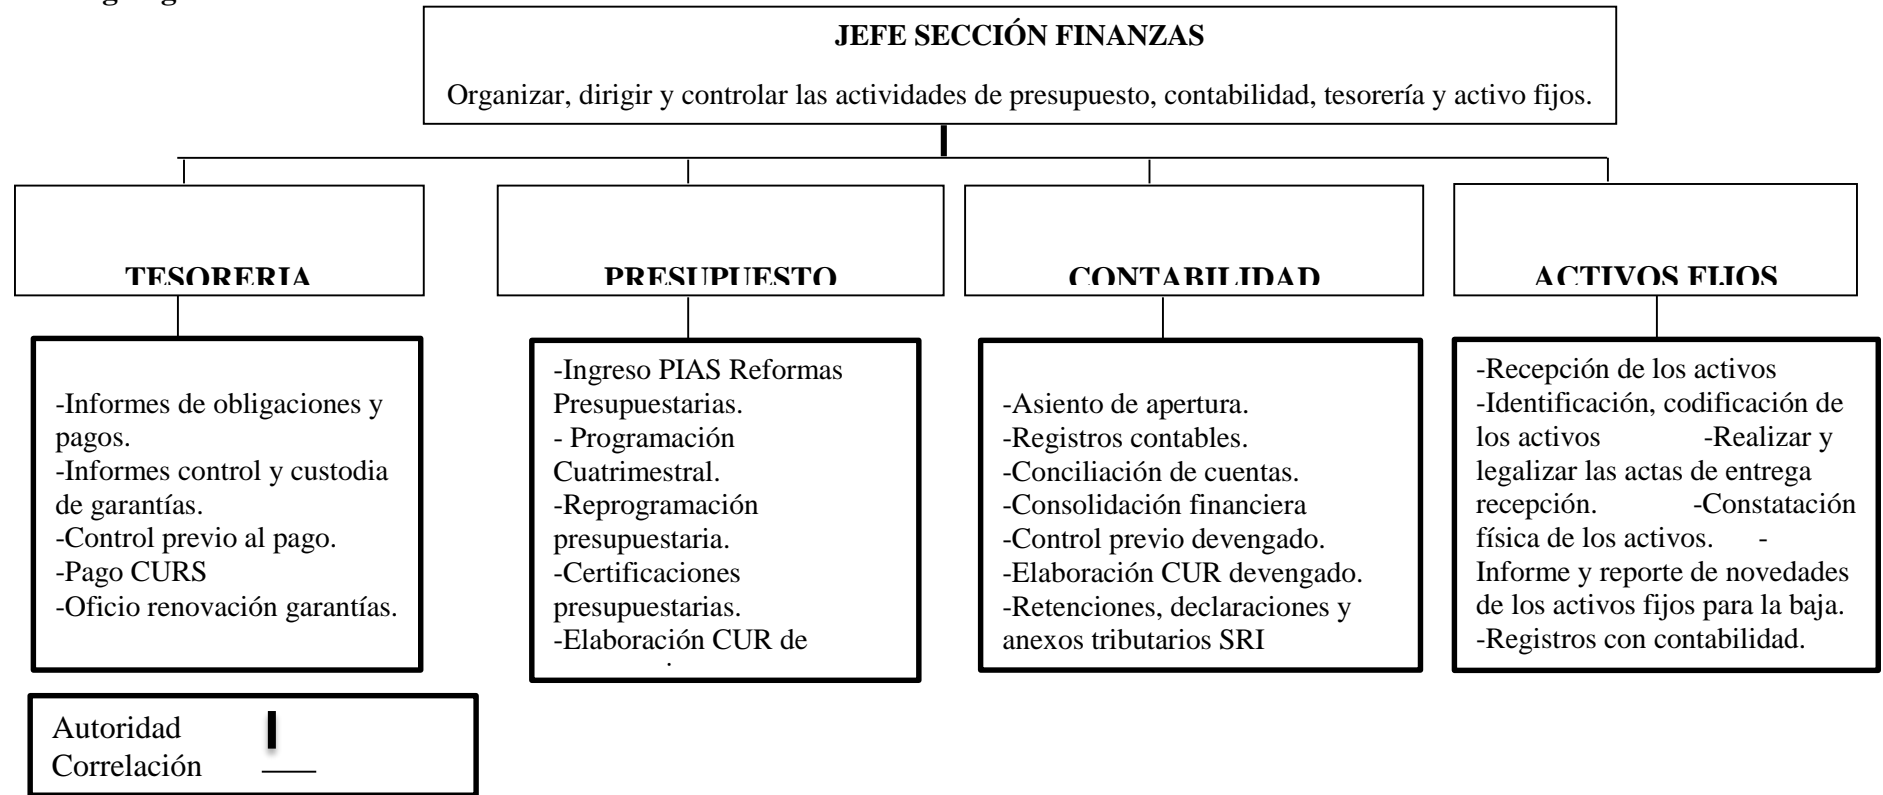 JEFE SECCIÓN FINANZAS
Organizar, dirigir y controlar las actividades de presupuesto, contabilidad, tesorería y activo fijos.
TESORERIA
PRESUPUESTO
CONTABILIDAD
ACTIVOS FIJOS
-Informes de obligaciones y
pagos.
-Informes control y custodia
de garantías.
-Control previo al pago.
-Pago CURS
-Oficio renovación garantías.
-Ingreso PIAS Reformas
Presupuestarias.
- Programación
Cuatrimestral.
-Reprogramación
presupuestaria.
-Certificaciones
presupuestarias.
-Elaboración CUR de
-Asiento de apertura.
-Registros contables.
-Conciliación de cuentas.
-Consolidación financiera
-Control previo devengado.
-Elaboración CUR devengado.
-Retenciones, declaraciones y
anexos tributarios SRI
-Recepción de los activos
-Identificación, codificación de
los activos -Realizar y
legalizar las actas de entrega
recepción. -Constatación
física de los activos. -
Informe y reporte de novedades
de los activos fijos para la baja.
-Registros con contabilidad.
Autoridad
Correlación